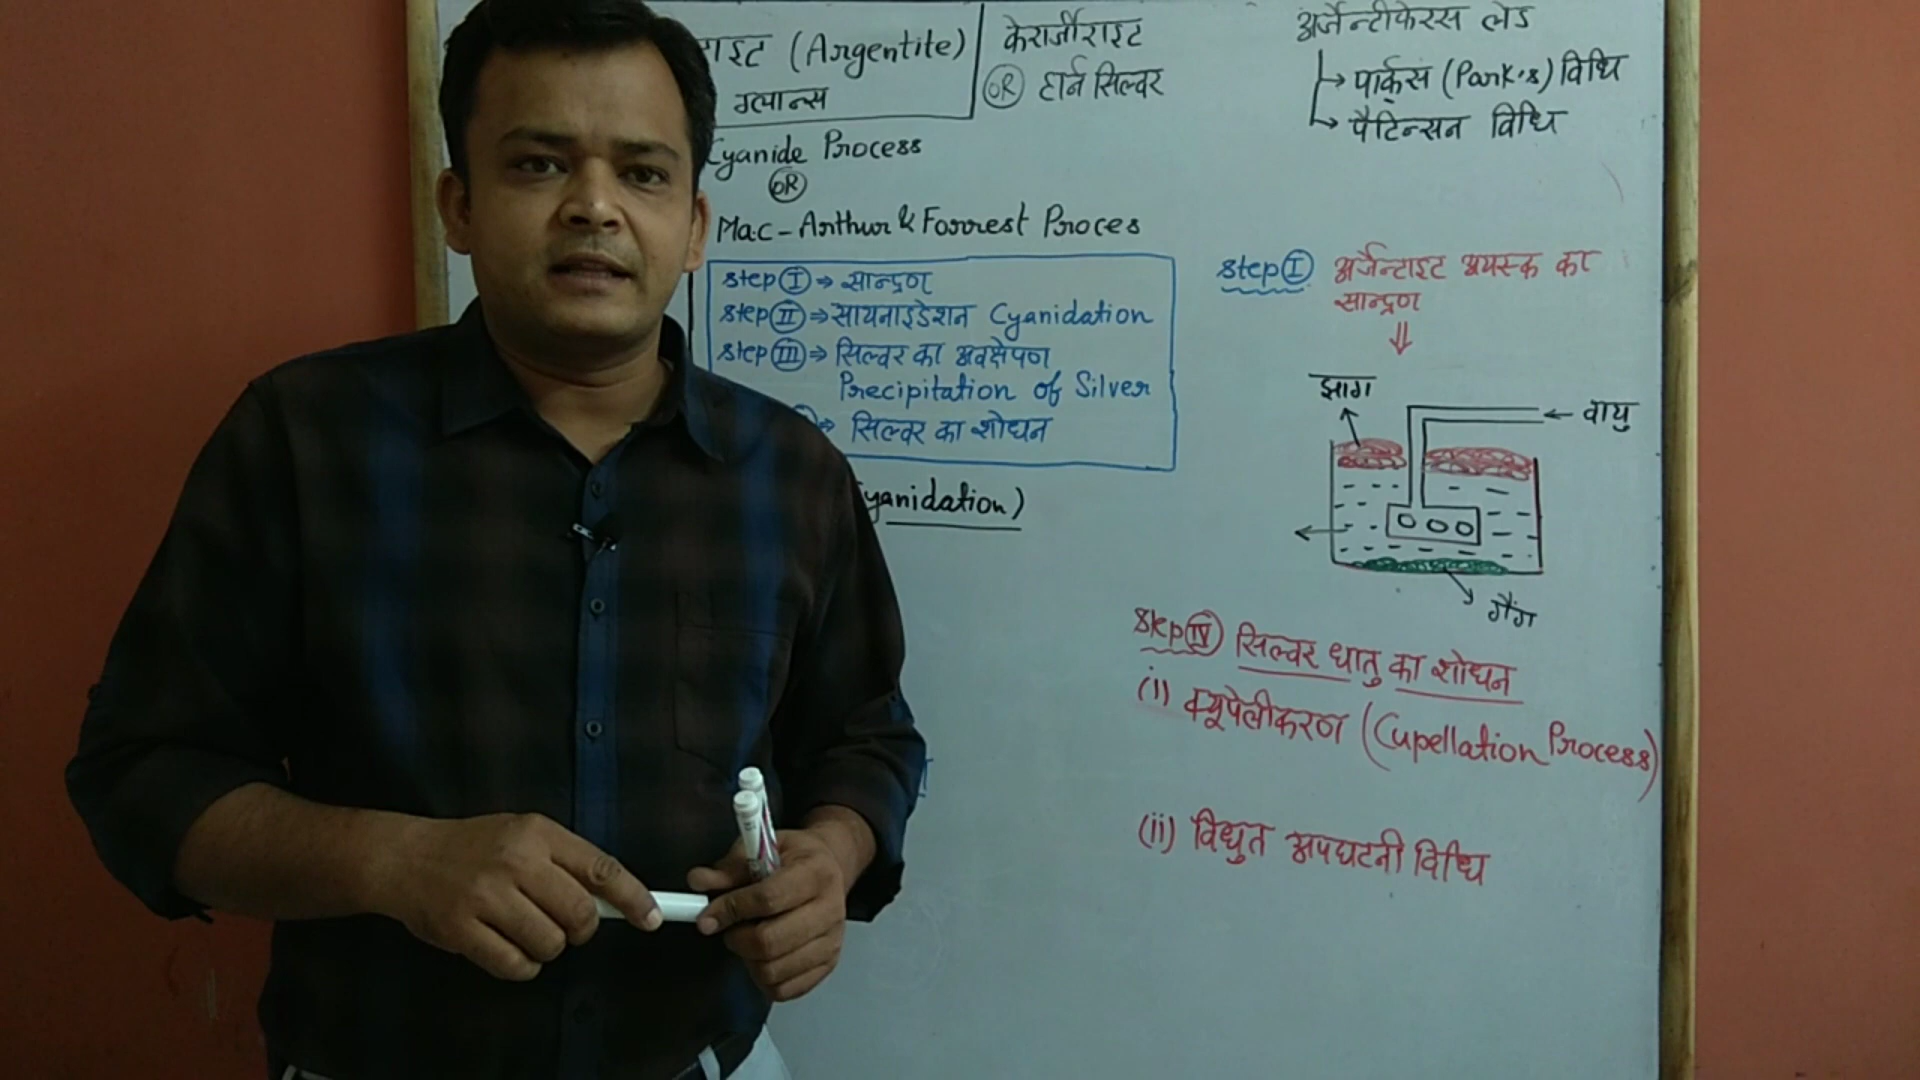 ाइट (Argentite)
ग्लान्स
केरार्जीराइट
OR हार्न सिल्वर
अर्जेन्टीफेरस लेड
→ पार्क्स (Park's) विधि
→ पैटिन्सन विधि
Cyanide Process
OR
Mac-Arthur & Forrest Proces
Step I ⇒ सान्द्रण
Step II ⇒ सायनाइडेशन Cyanidation
Step III ⇒ सिल्वर का अवक्षेपण
Precipitation of Silver
⇒ सिल्वर का शोधन
yanidation)
Step I अर्जेन्टाइट अयस्क का
सान्द्रण
⇓
झाग
← वायु
गैंग
Step IV सिल्वर धातु का शोधन
(i) क्यूपेलीकरण (Cupellation Process)
(ii) विधुत अपघटनी विधि